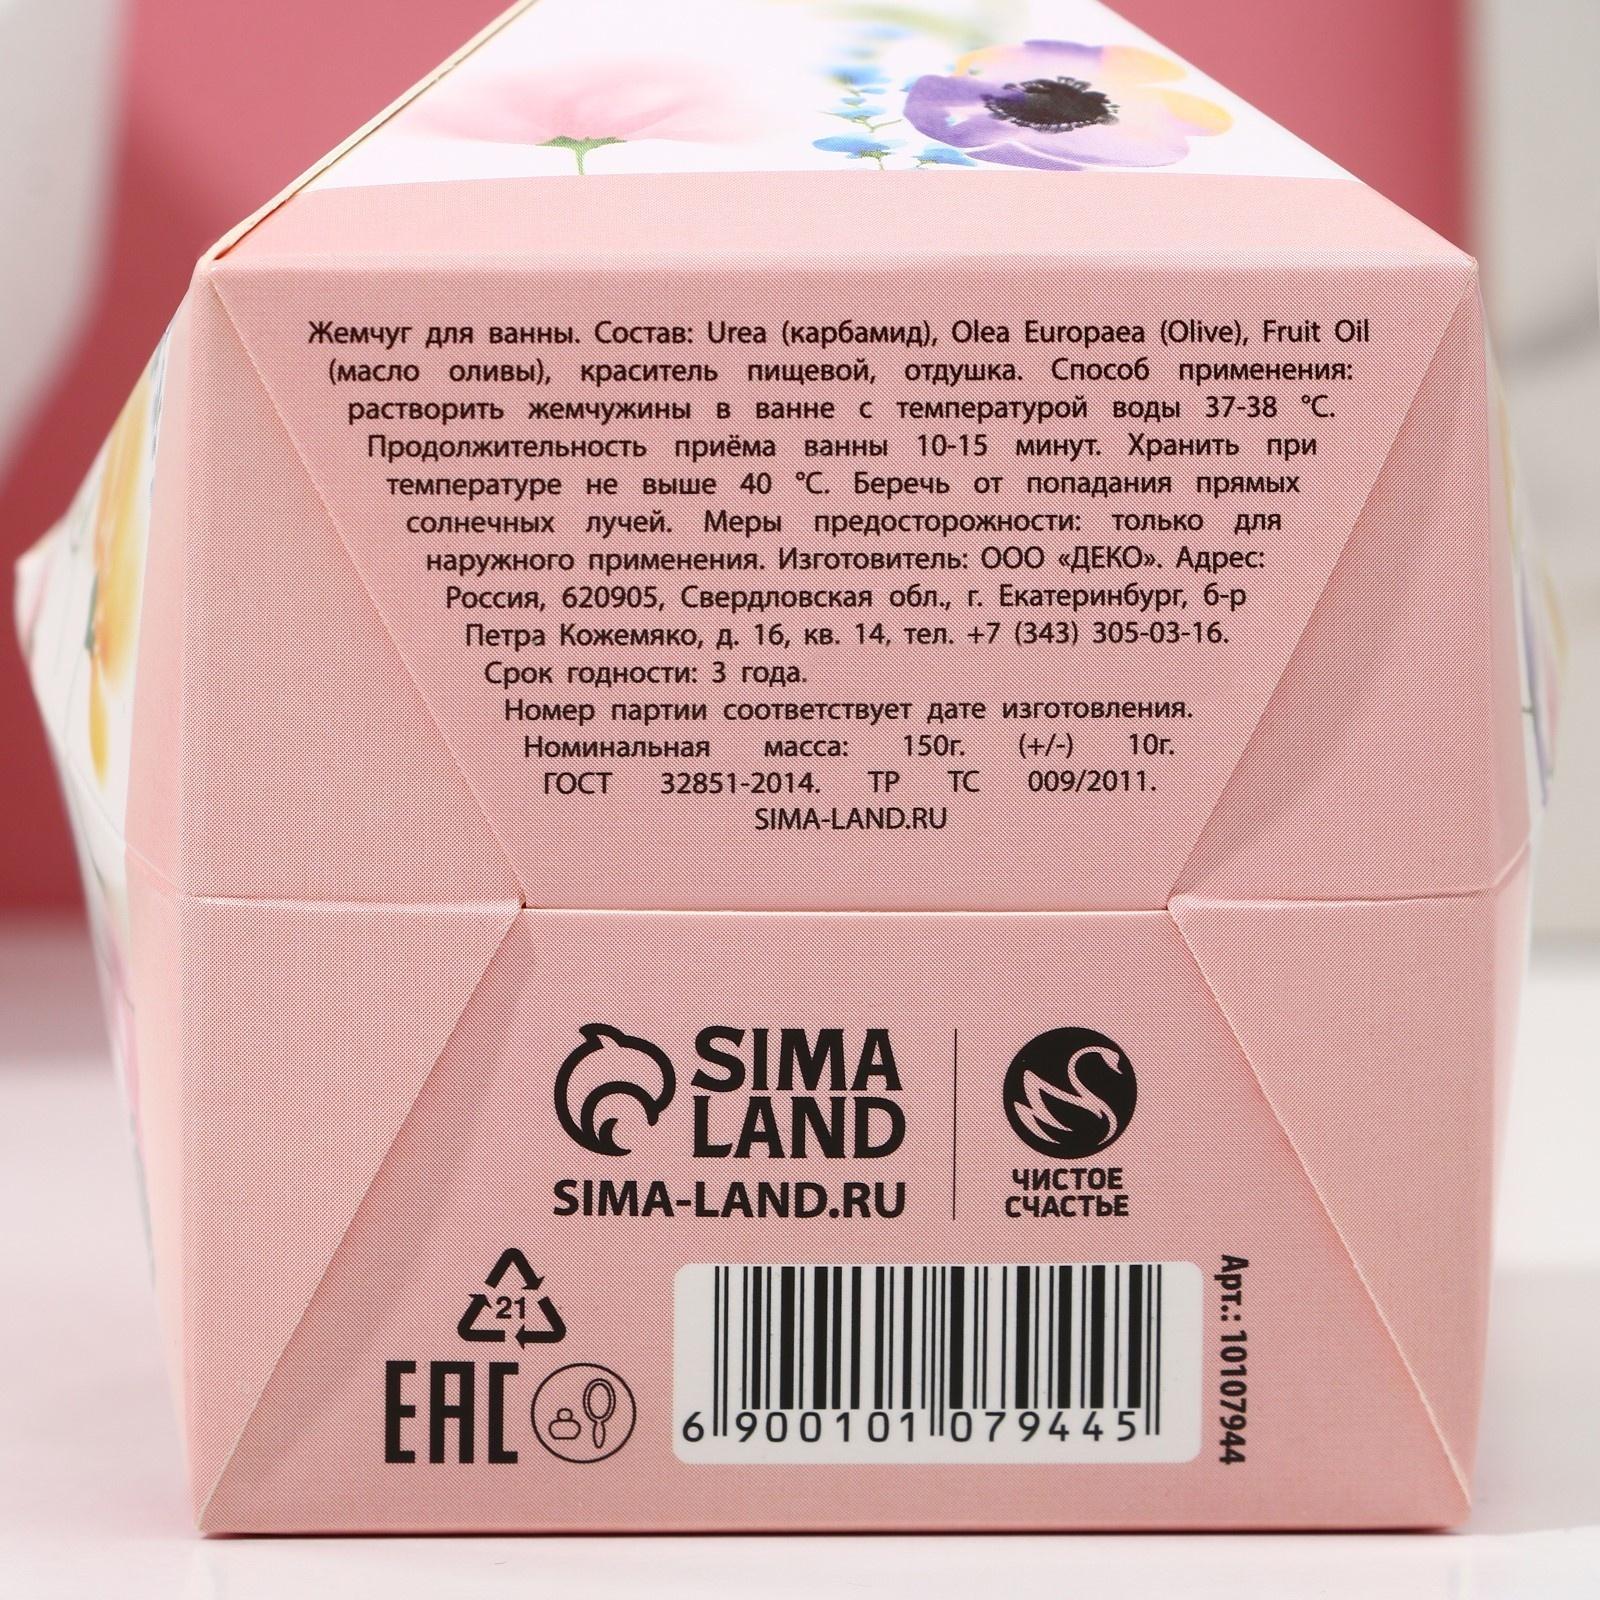 Жемчуг для ванны. Состав: Urea (карбамид), Olea Europaea (Olive), Fruit Oil
(масло оливы), краситель пищевой, отдушка. Способ применения:
растворить жемчужины в ванне с температурой воды 37-38 °С.
Продолжительность приёма ванны 10-15 минут. Хранить при
температуре не выше 40 °С. Беречь от попадания прямых
солнечных лучей. Меры предосторожности: только для
наружного применения. Изготовитель: ООО «ДЕКО». Адрес:
Россия, 620905, Свердловская обл., г. Екатеринбург, б-р
Петра Кожемяко, д. 16, кв. 14, тел. +7 (343) 305-03-16.
Срок годности: 3 года.
Номер партии соответствует дате изготовления.
Номинальная масса: 150г. (+/-) 10г.
ГОСТ 32851-2014. ТР ТС 009/2011.
SIMA-LAND.RU
SIMA
LAND
SIMA-LAND.RU
ЧИСТОЕ
СЧАСТЬЕ
21
ЕАС
6 900101 079445
Арт.: 10107944